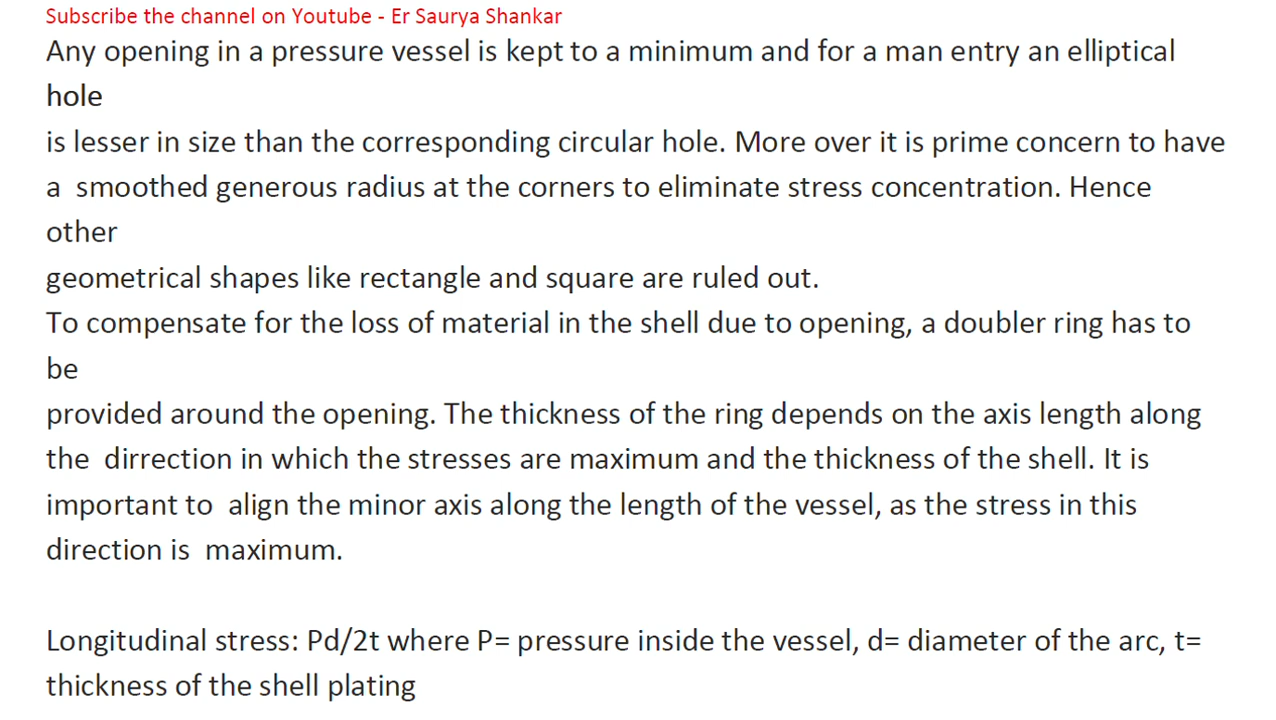 Subscribe the channel on Youtube - Er Saurya Shankar
Any opening in a pressure vessel is kept to a minimum and for a man entry an elliptical
hole
is lesser in size than the corresponding circular hole. More over it is prime concern to have
a  smoothed generous radius at the corners to eliminate stress concentration. Hence
other
geometrical shapes like rectangle and square are ruled out.
To compensate for the loss of material in the shell due to opening, a doubler ring has to
be
provided around the opening. The thickness of the ring depends on the axis length along
the  dirrection in which the stresses are maximum and the thickness of the shell. It is
important to  align the minor axis along the length of the vessel, as the stress in this
direction is  maximum.
Longitudinal stress: Pd/2t where P= pressure inside the vessel, d= diameter of the arc, t=
thickness of the shell plating